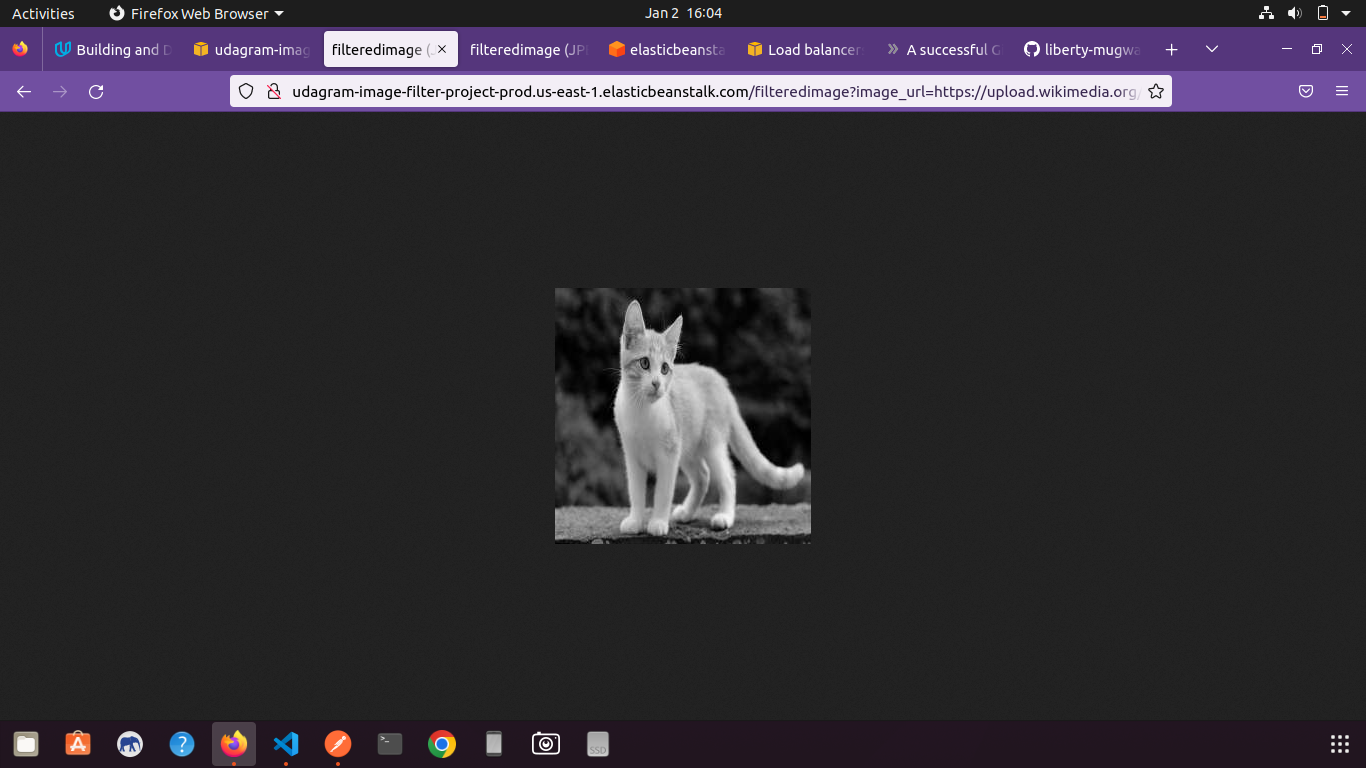 Activities Firefox Web Browser Jan 2 16:04
Building and D udagram-imag filteredimage (J filteredimage (JP elasticbeansta Load balancer A successful G liberty-mugwa
udagram-image-filter-project-prod.us-east-1.elasticbeanstalk.com/filteredimage?image_url=https://upload.wikimedia.org/
SSD